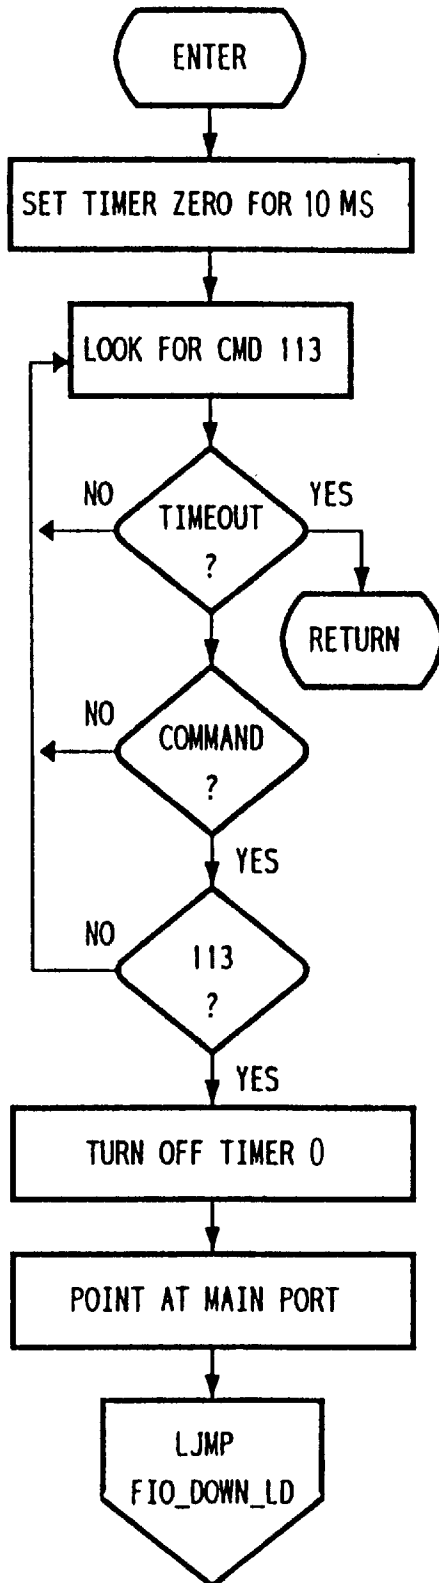 ENTER
SET TIMER ZERO FOR 10 MS
LOOK FOR CMD 113
NO
YES
TIMEOUT
?
RETURN
NO
COMMAND
?
YES
NO
113
?
YES
TURN OFF TIMER 0
POINT AT MAIN PORT
LJMP
FIO_DOWN_LD